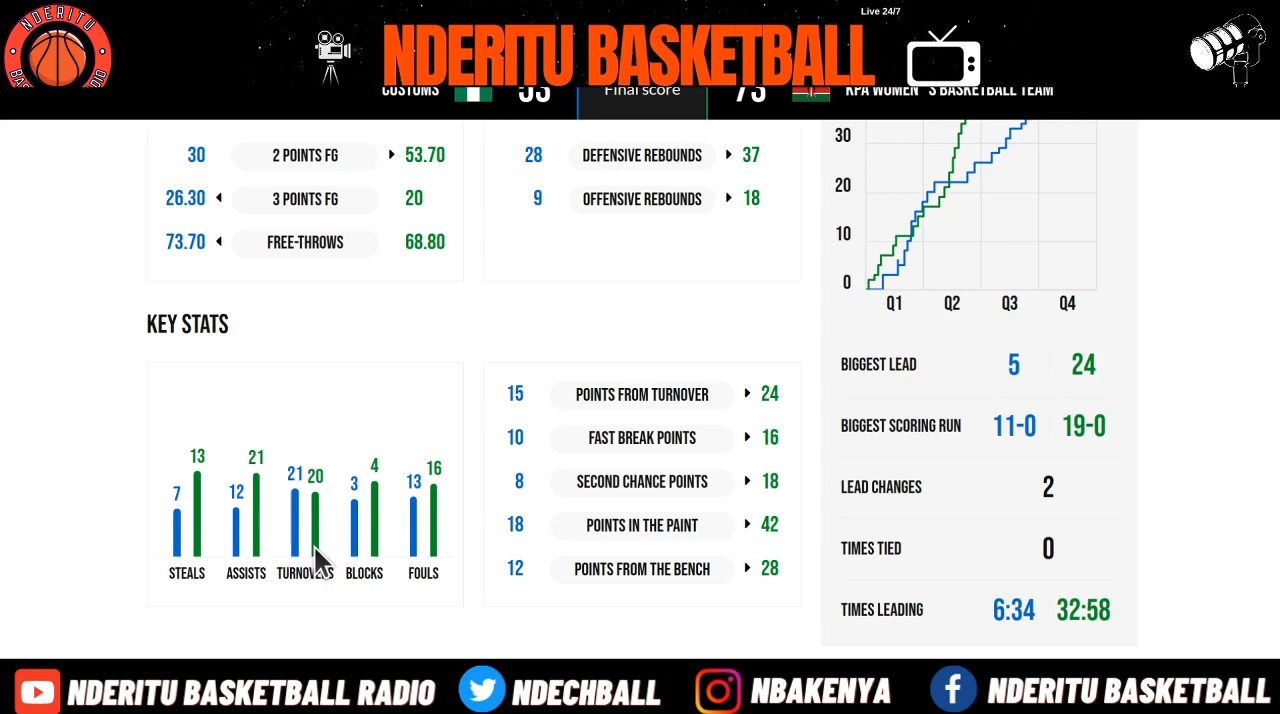 Live 24/7
NDERITU
NDERITU BASKETBALL
CUSTOMS 53 Final score 73 KPA WOMEN`S BASKETBALL TEAM
30 2 POINTS FG 53.70
26.30 3 POINTS FG 20
73.70 FREE-THROWS 68.80
28 DEFENSIVE REBOUNDS 37
9 OFFENSIVE REBOUNDS 18
30
20
10
0
Q1 Q2 Q3 Q4
KEY STATS
7 13 12 21 21 20 3 4 13 16
STEALS ASSISTS TURNOVERS BLOCKS FOULS
15 POINTS FROM TURNOVER 24
10 FAST BREAK POINTS 16
8 SECOND CHANCE POINTS 18
18 POINTS IN THE PAINT 42
12 POINTS FROM THE BENCH 28
BIGGEST LEAD 5 24
BIGGEST SCORING RUN 11-0 19-0
LEAD CHANGES 2
TIMES TIED 0
TIMES LEADING 6:34 32:58
NDERITU BASKETBALL RADIO NDECHBALL NBAKENYA NDERITU BASKETBALL